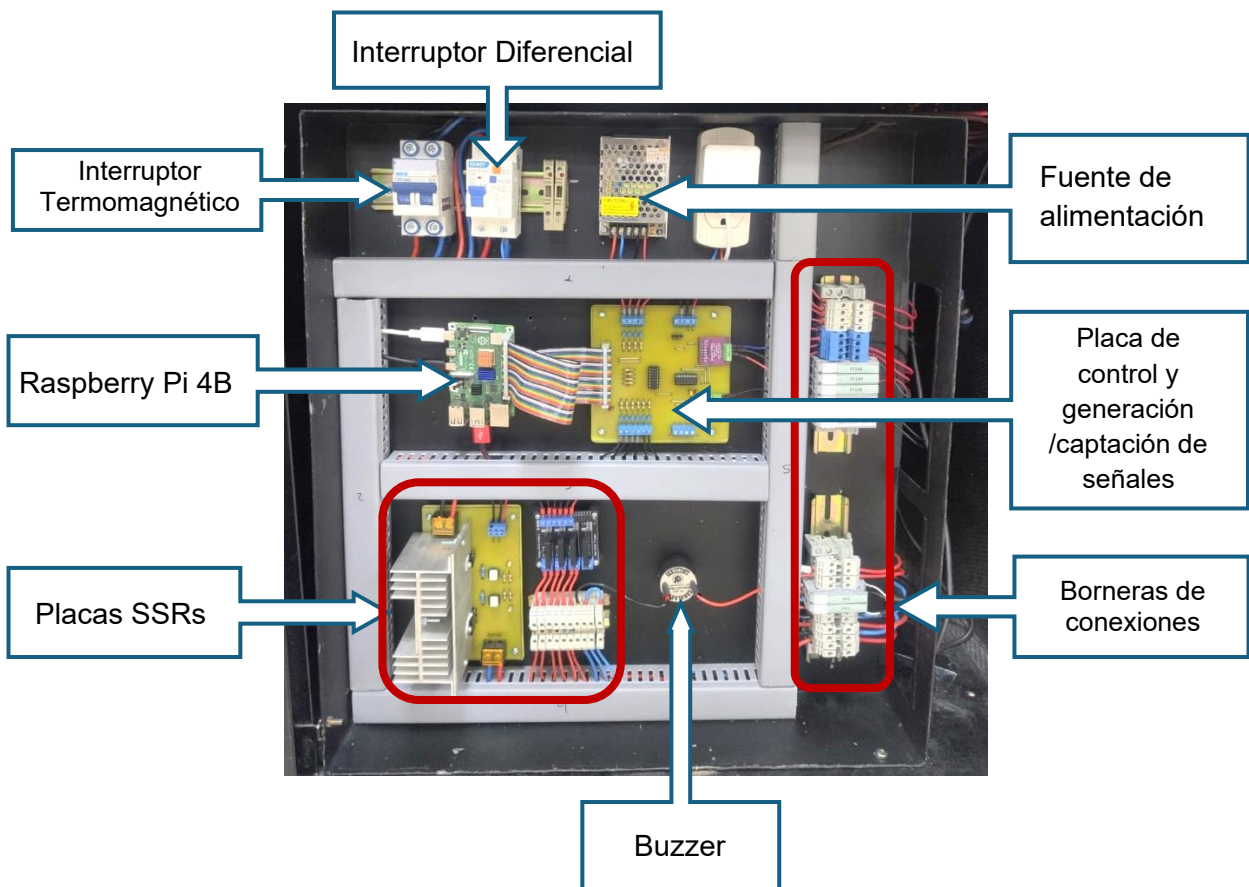 Interruptor Diferencial
Interruptor
Termomagnético
Fuente de
alimentación
Raspberry Pi 4B
Placa de
control y
generación
/captación de
señales
Placas SSRs
Borneras de
conexiones
Buzzer